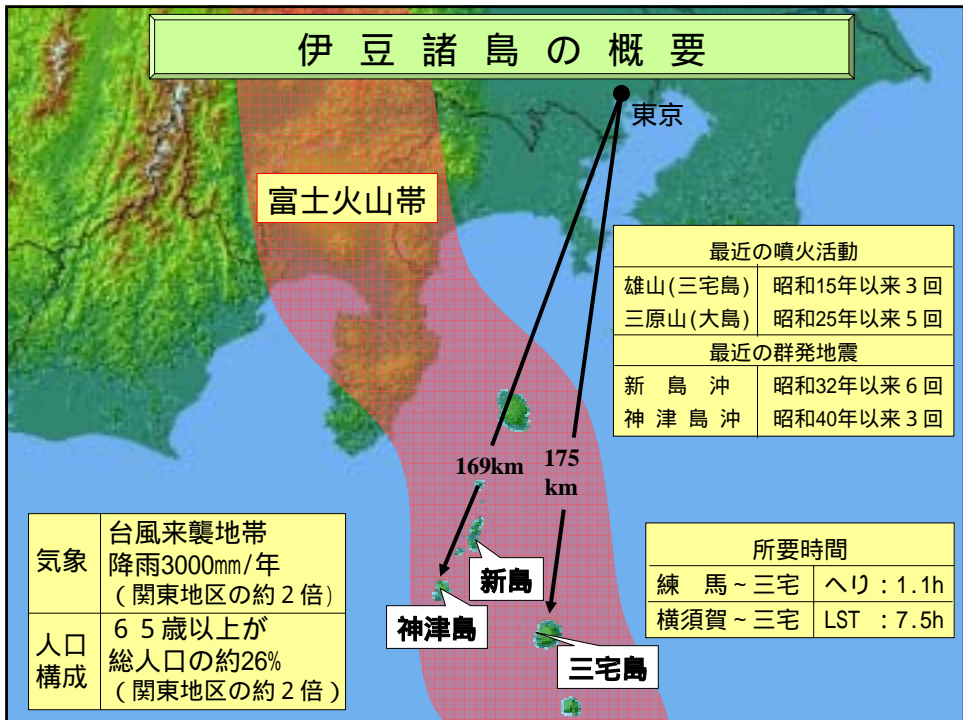 伊豆諸島の概要
東京
富士火山帯
最近の噴火活動
雄山(三宅島) 昭和15年以来3回
三原山(大島) 昭和25年以来5回
最近の群発地震
新島沖 昭和32年以来6回
神津島沖 昭和40年以来3回
169km
175
km
新島
神津島
三宅島
気象
台風来襲地帯
降雨3000mm/年
(関東地区の約2倍)
人口
構成
65歳以上が
総人口の約26%
(関東地区の約2倍)
所要時間
練馬~三宅 ヘリ:1.1h
横須賀~三宅 LST:7.5h